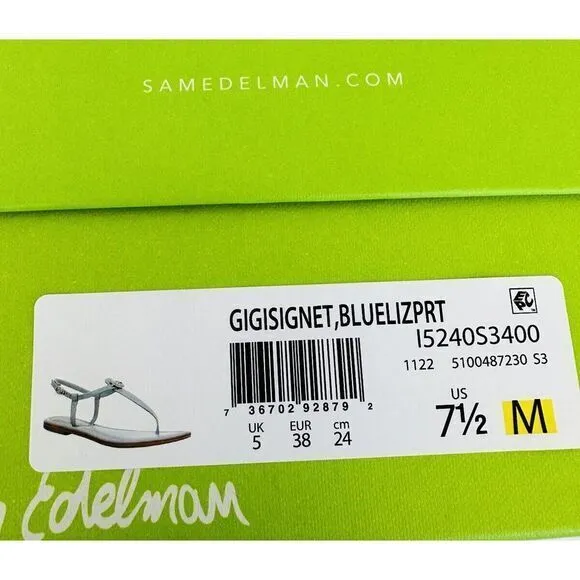 SAMEDELMAN.COM
GIGISIGNET,BLUELIZPRT
I5240S3400
1122 5100487230 S3
7 36702 92879 2
UK EUR cm US
5 38 24 7½ M
Edelman